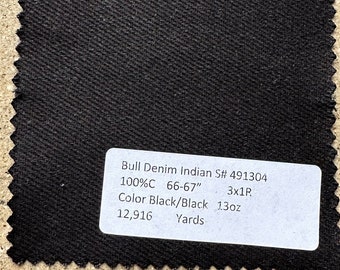 Bull Denim Indian S# 491304
100%C 66-67" 3x1R
Color Black/Black 13oz
12,916 Yards